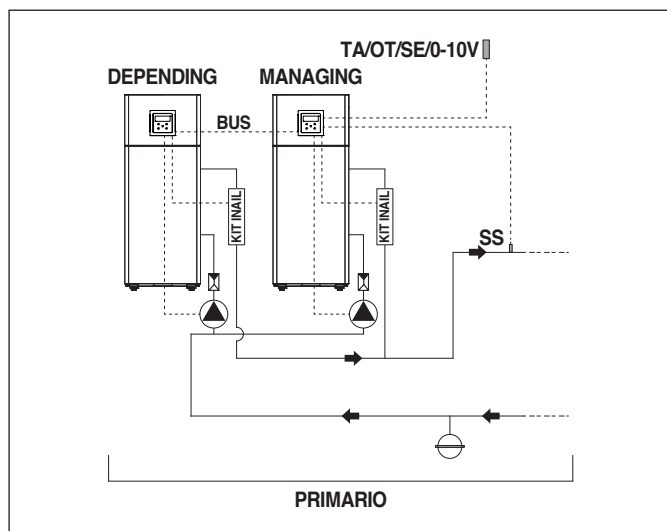 TA/OT/SE/0-10V
DEPENDING
MANAGING
BUS
KIT INAIL
KIT INAIL
SS
PRIMARIO